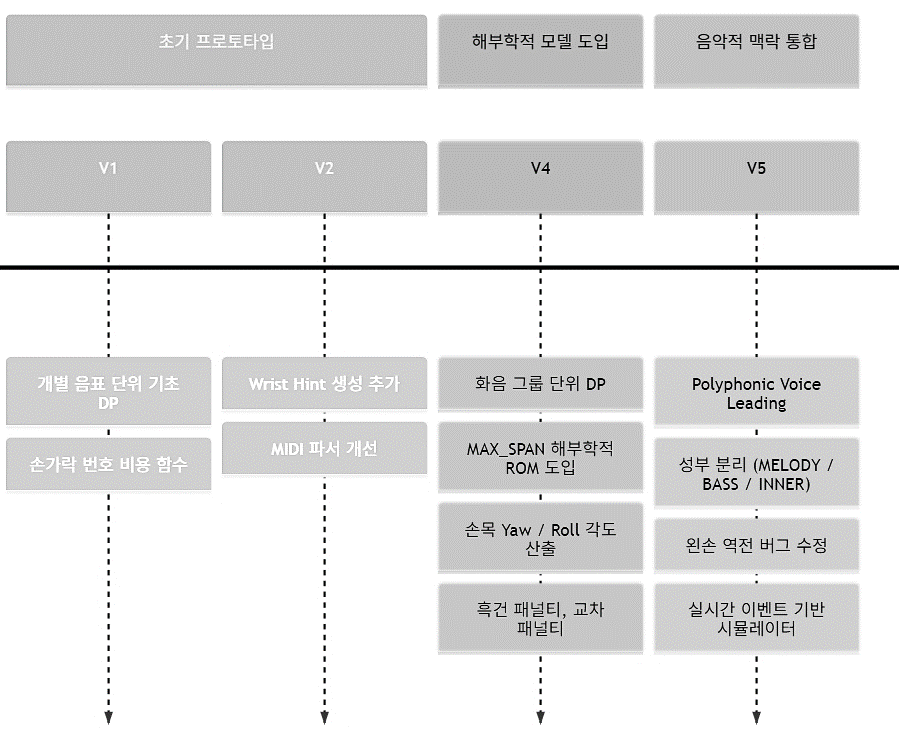 초기 프로토타입
해부학적 모델 도입
음악적 맥락 통합
V1
V2
V4
V5
개별 음표 단위 기초
DP
손가락 번호 비용 함수
Wrist Hint 생성 추가
MIDI 파서 개선
화음 그룹 단위 DP
MAX_SPAN 해부학적
ROM 도입
손목 Yaw / Roll 각도
산출
흑건 패널티, 교차
패널티
Polyphonic Voice
Leading
성부 분리 (MELODY /
BASS / INNER)
왼손 역전 버그 수정
실시간 이벤트 기반
시뮬레이터